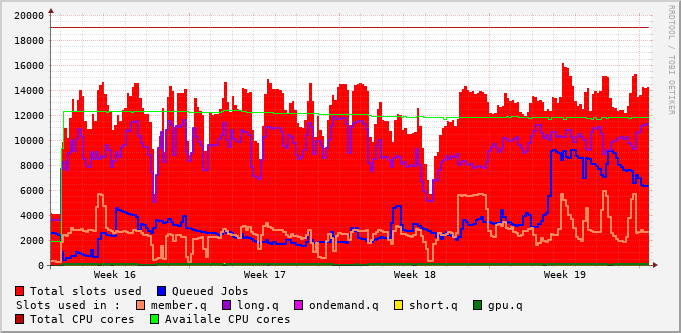 20000
18000
16000
14000
12000
10000
8000
6000
4000
2000
0
Week 16 Week 17 Week 18 Week 19
Total slots used Queued Jobs
Slots used in : member.q long.q ondemand.q short.q gpu.q
Total CPU cores Availale CPU cores
RRDTOOL / TOBI OETIKER